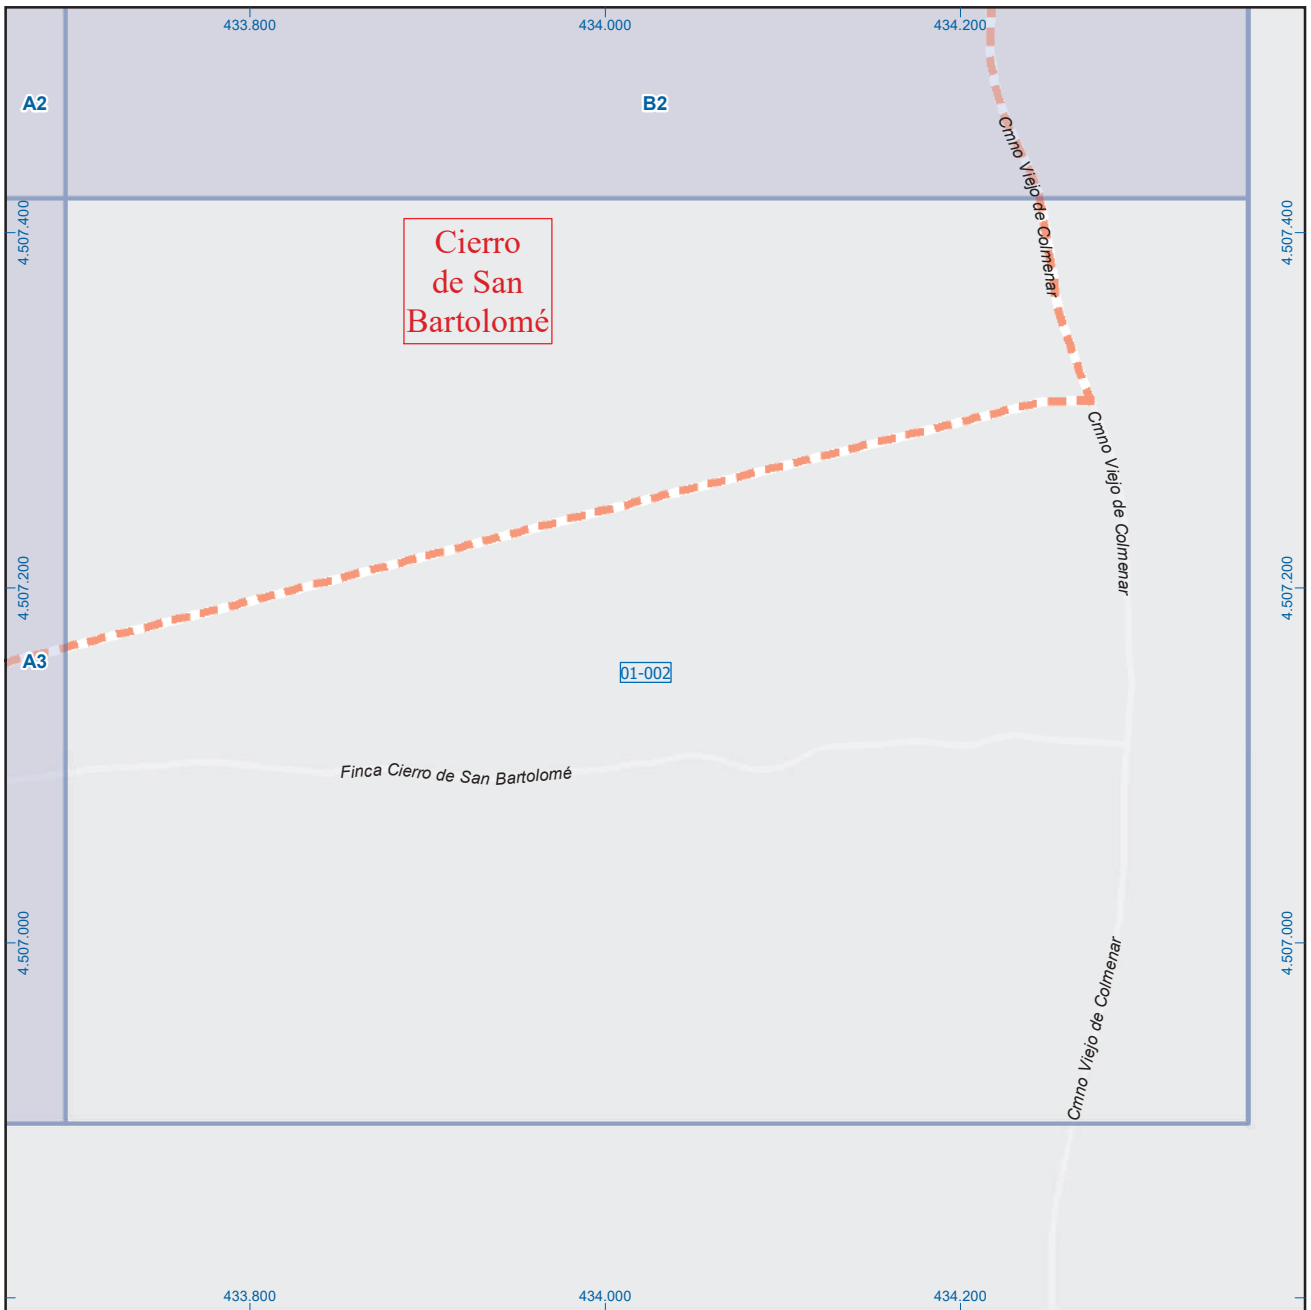 433.800
434.000
434.200
A2
B2
Cmno Viejo de Colmenar
4.507.400
4.507.400
Cierro
de San
Bartolomé
Cmno Viejo de Colmenar
4.507.200
4.507.200
A3
01-002
Finca Cierro de San Bartolomé
4.507.000
4.507.000
Cmno Viejo de Colmenar
433.800
434.000
434.200